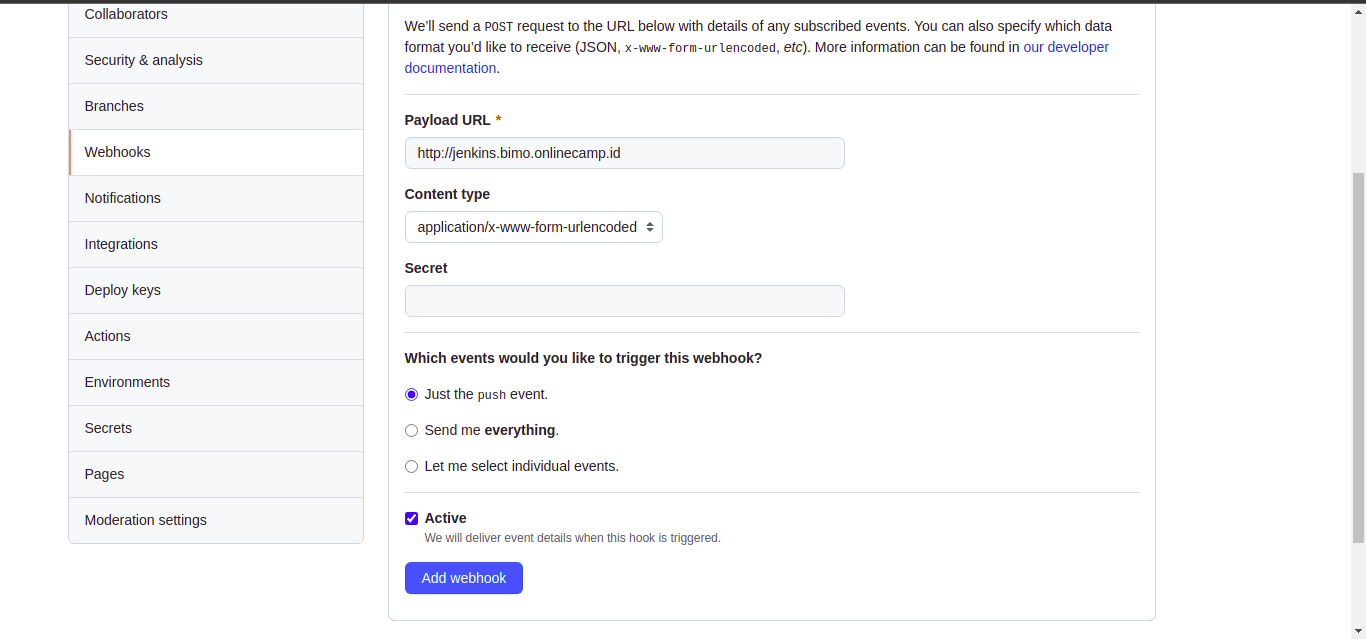 Collaborators
Security & analysis
Branches
Webhooks
Notifications
Integrations
Deploy keys
Actions
Environments
Secrets
Pages
Moderation settings
We’ll send a POST request to the URL below with details of any subscribed events. You can also specify which data
format you’d like to receive (JSON, x-www-form-urlencoded, etc). More information can be found in our developer
documentation.
Payload URL *
http://jenkins.bimo.onlinecamp.id
Content type
application/x-www-form-urlencoded
Secret
Which events would you like to trigger this webhook?
Just the push event.
Send me everything.
Let me select individual events.
Active
We will deliver event details when this hook is triggered.
Add webhook